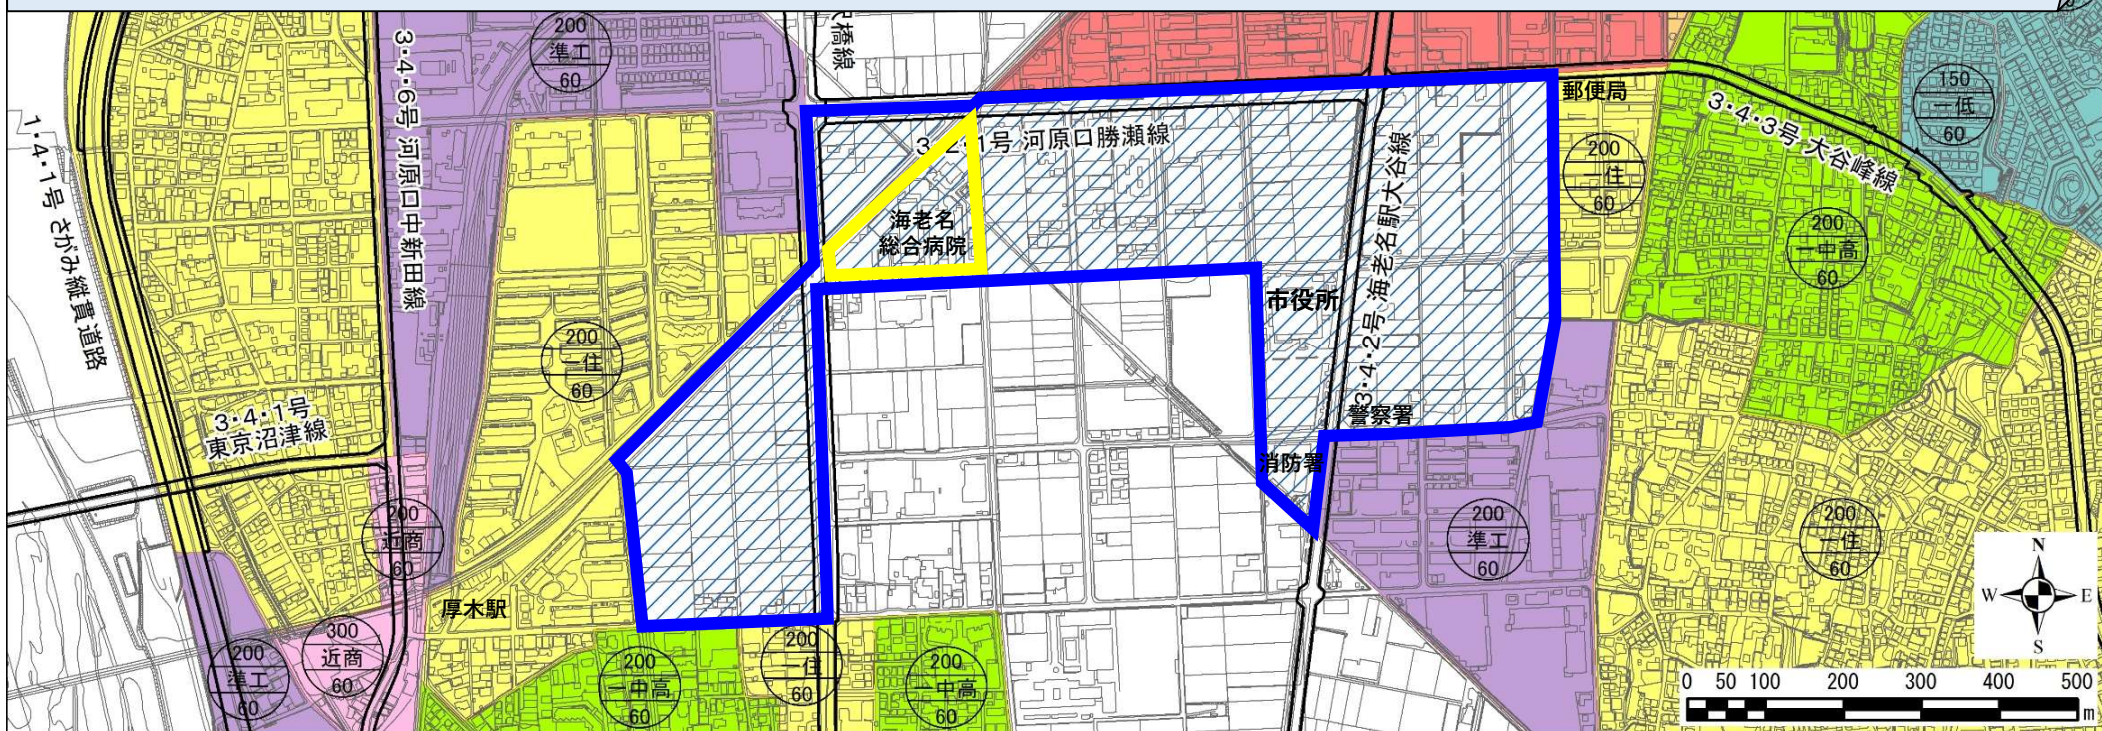 200
準工
60
3・4・6号 河原口中新田線
橋線
1・4・1号 さがみ縦貫道路
3・2・1号 河原口勝瀬線
海老名
総合病院
郵便局
200
一住
60
3・4・3号 大谷峰線
150
一低
60
200
一中高
60
3・4・2号 海老名駅大谷線
市役所
200
一住
60
3・4・1号
東京沼津線
警察署
消防署
200
近商
60
200
準工
60
200
一住
60
N
W
E
S
厚木駅
300
近商
60
200
準工
60
200
一中高
60
200
一住
60
200
一中高
60
0 50 100 200 300 400 500
m